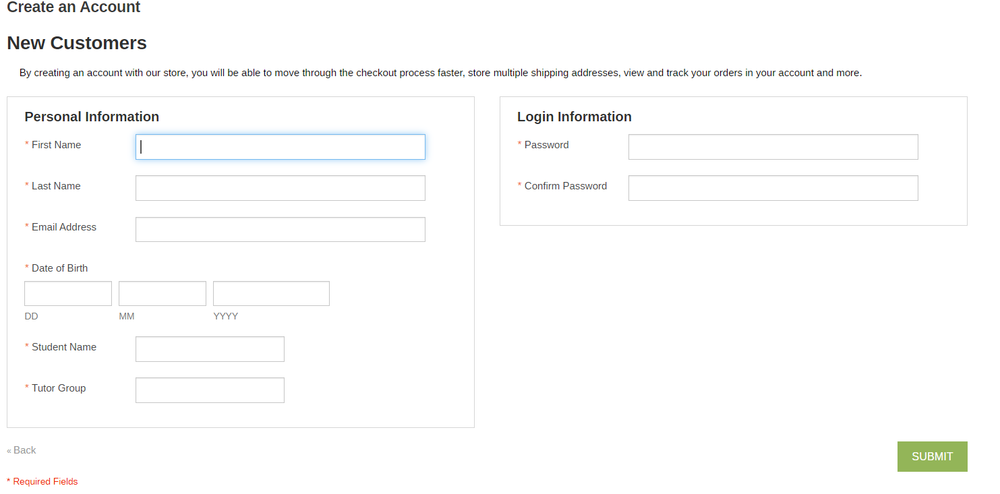 Create an Account
New Customers
By creating an account with our store, you will be able to move through the checkout process faster, store multiple shipping addresses, view and track your orders in your account and more.
Personal Information
* First Name
* Last Name
* Email Address
* Date of Birth
DD MM YYYY
* Student Name
* Tutor Group
Login Information
* Password
* Confirm Password
« Back
SUBMIT
* Required Fields